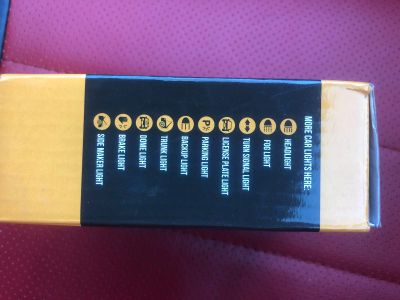 MORE CAR LIGHTS HERE:
HEADLIGHT
FOG LIGHT
TURN SIGNAL LIGHT
LICENSE PLATE LIGHT
PARKING LIGHT
BACKUP LIGHT
TRUNK LIGHT
DOME LIGHT
BRAKE LIGHT
SIDE MAKER LIGHT